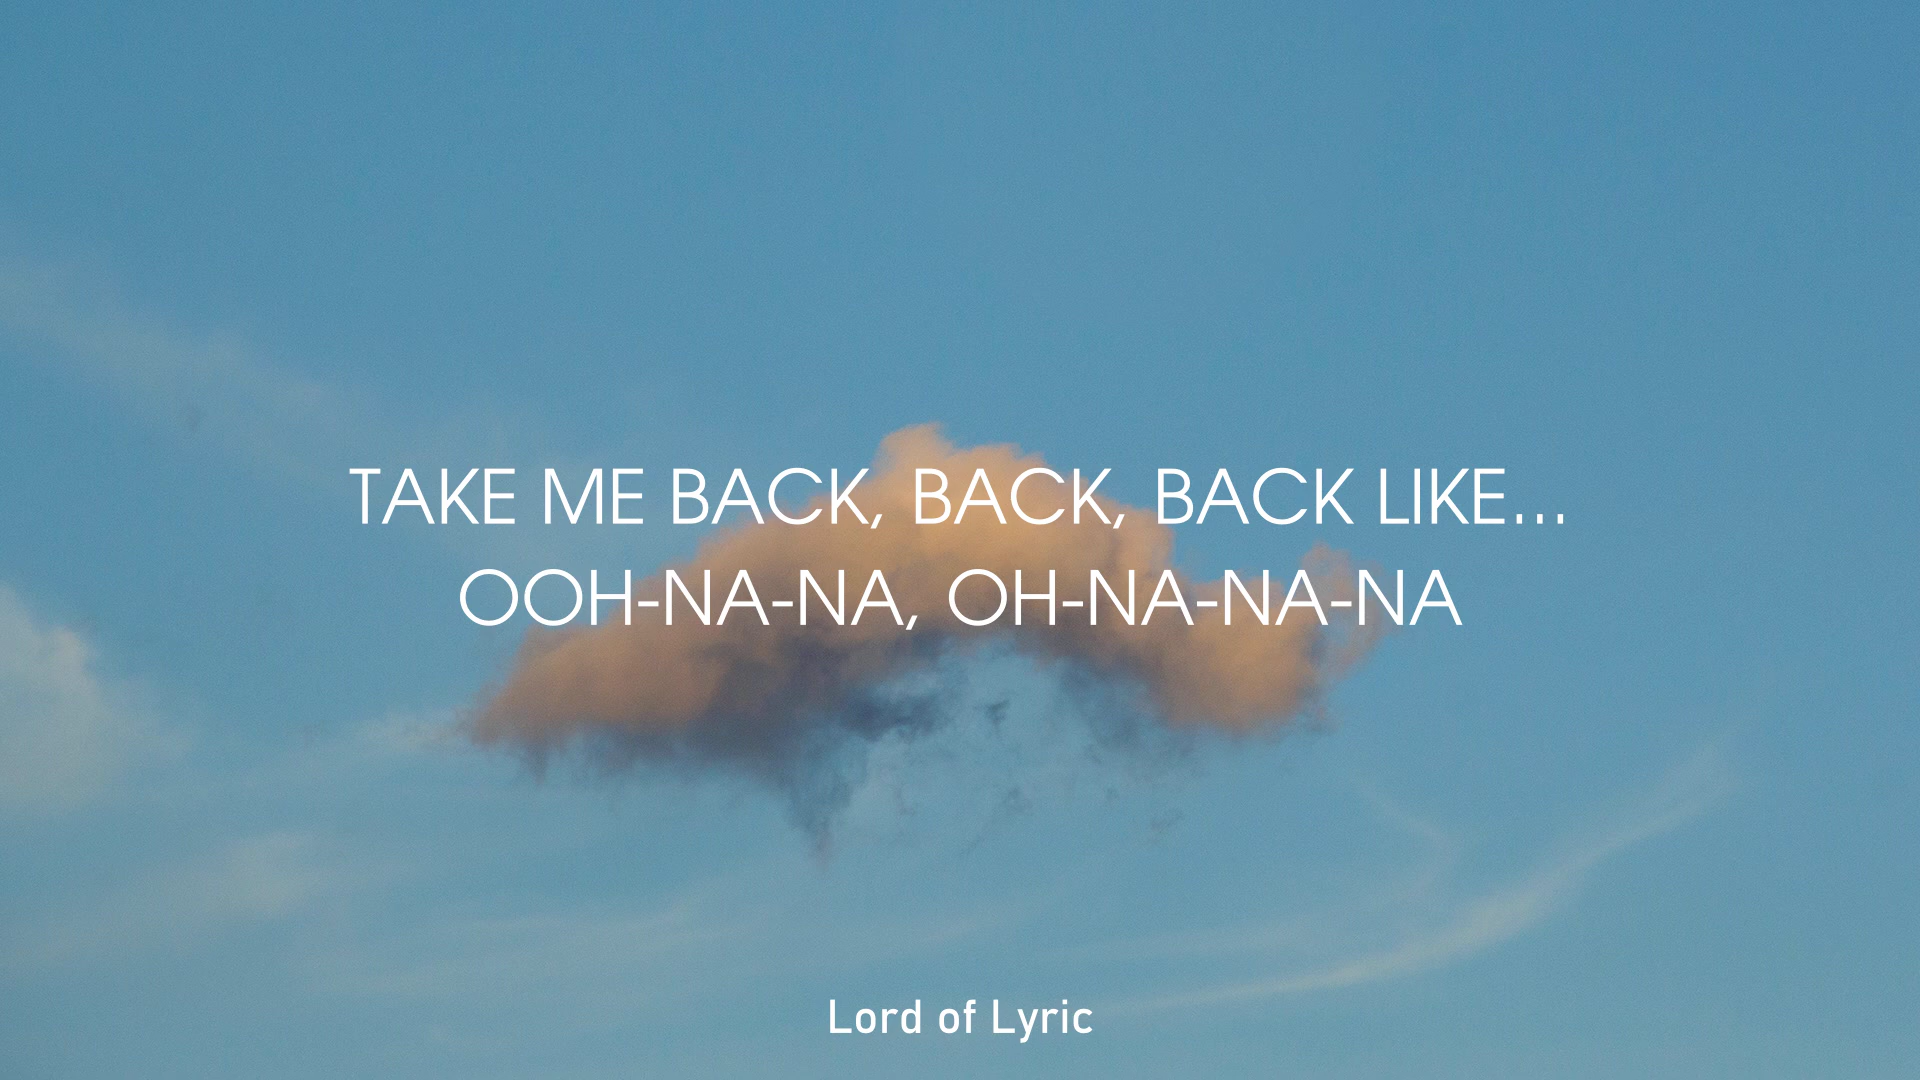 TAKE ME BACK, BACK, BACK LIKE...
OOH-NA-NA, OH-NA-NA-NA
Lord of Lyric